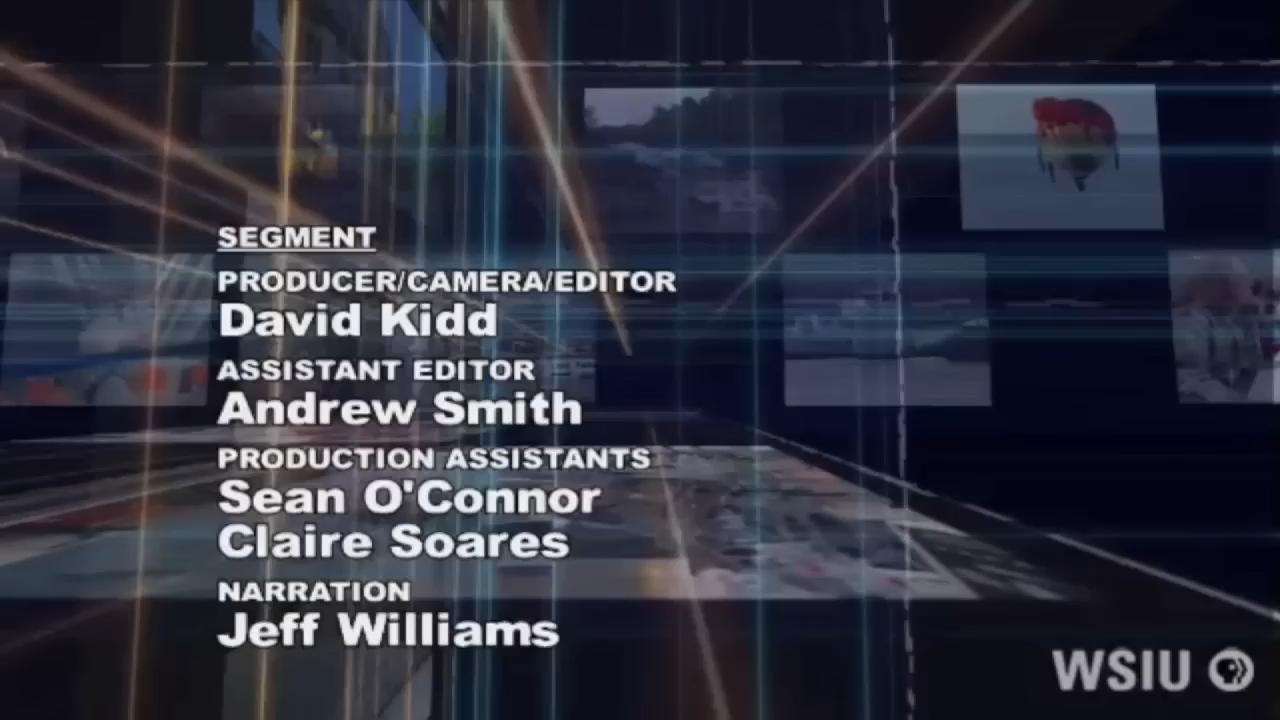 SEGMENT
PRODUCER/CAMERA/EDITOR
David Kidd
ASSISTANT EDITOR
Andrew Smith
PRODUCTION ASSISTANTS
Sean O'Connor
Claire Soares
NARRATION
Jeff Williams
WSIU